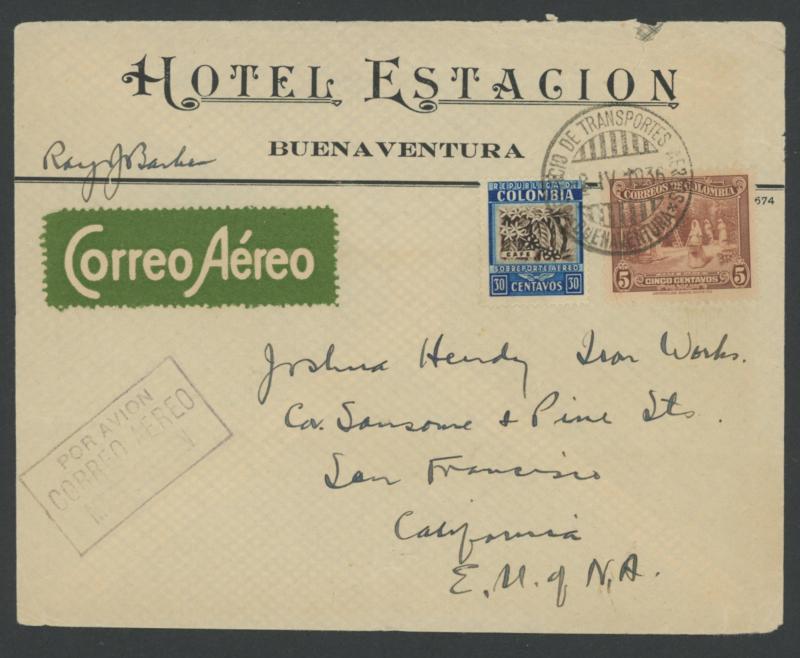 HOTEL ESTACION
BUENAVENTURA
Ray J Barker
DE TRANSPORTES
IV 1936
BUENAVENTURA
REPUBLICA DE
COLOMBIA
CAFE
SOBREPORTE AEREO
30 CENTAVOS 30
CORREOS DE COLOMBIA
5 CINCO CENTAVOS 5
674
Correo Aéreo
POR AVION
CORREO AEREO
Joshua Hendy Iron Works.
Cor. Sansome & Pine Sts.
San Francisco
California
E.U. of N.A.